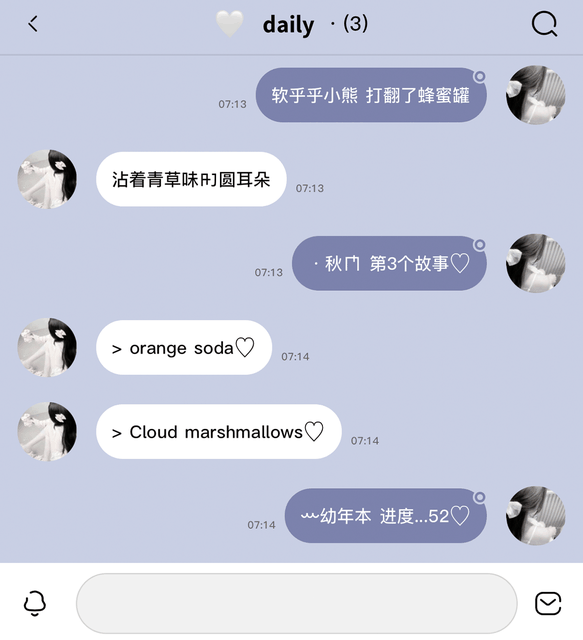 🤍 daily · (3)
软乎乎小熊 打翻了蜂蜜罐
07:13
沾着青草味的圆耳朵
07:13
· 秋冂 第3个故事♡
07:13
> orange soda♡
07:14
> Cloud marshmallows♡
07:14
幼年本 进度...52♡
07:14